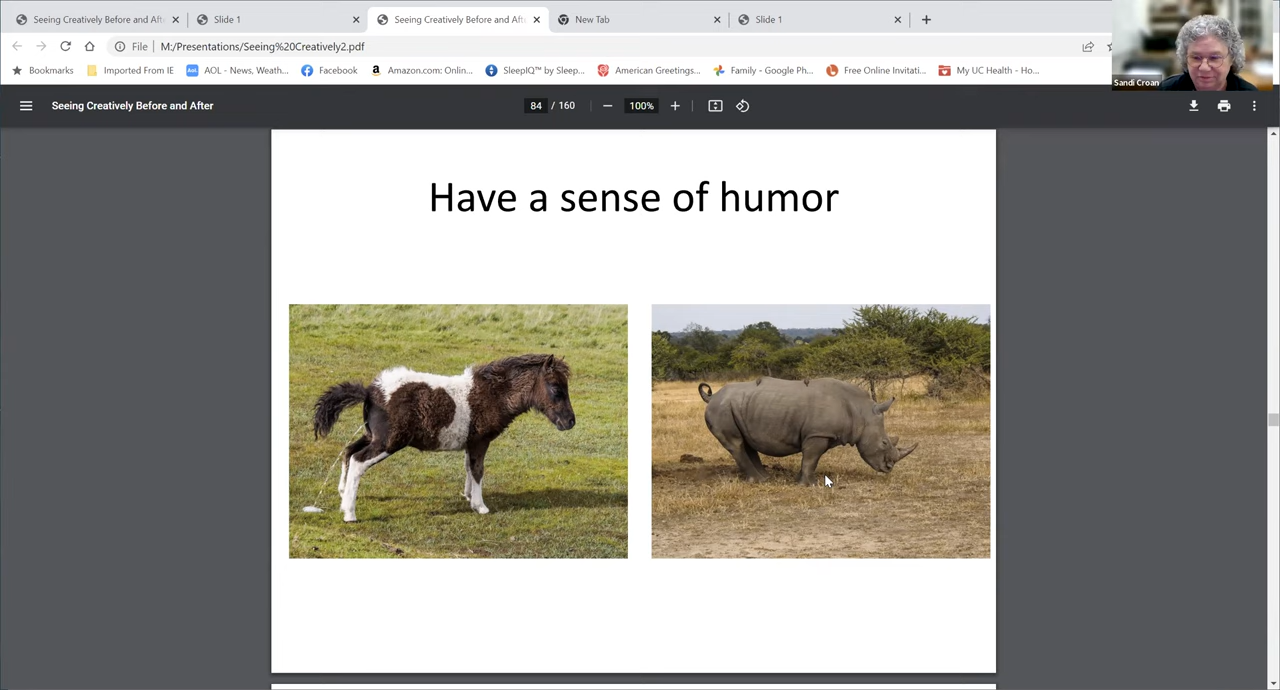 Seeing Creatively Before and Aft
Slide 1
Seeing Creatively Before and Aft
New Tab
Slide 1
File
M:/Presentations/Seeing%20Creatively2.pdf
Bookmarks
Imported From IE
AOL - News, Weath...
Facebook
Amazon.com: Onlin...
SleepIQ™ by Sleep...
American Greetings...
Family - Google Ph...
Free Online Invitati...
My UC Health - Ho...
Sandi Croan
Seeing Creatively Before and After
84 / 160
100%
Have a sense of humor